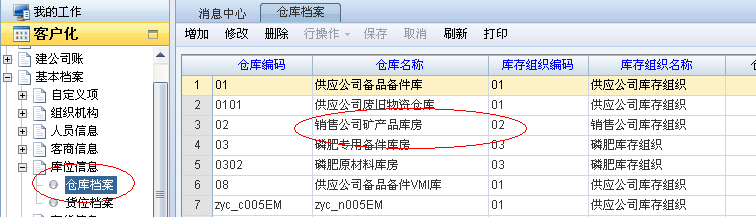 我的工作
客户化
建公司账
基本档案
自定义项
组织机构
人员信息
客商信息
库位信息
仓库档案
货位档案
消息中心 仓库档案
增加 修改 删除 行操作 保存 取消 刷新 打印
仓库编码 仓库名称 库存组织编码 库存组织名称
1 01 供应公司备品备件库 01 供应公司库存组织
2 0101 供应公司废旧物资仓库 01 供应公司库存组织
3 02 销售公司矿产品库房 02 销售公司库存组织
4 03 磷肥专用备件库房 03 磷肥库存组织
5 0302 磷肥原材料库房 03 磷肥库存组织
6 08 供应公司备品备件VMI库 01 供应公司库存组织
7 zyc_c005EM zyc_n005EM 01 供应公司库存组织